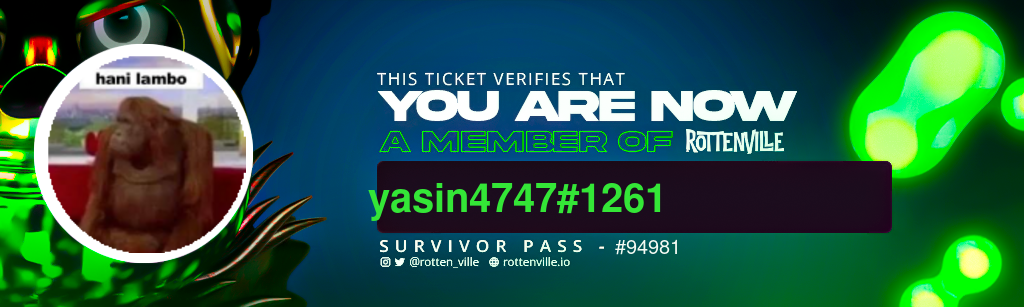 hani lambo
THIS TICKET VERIFIES THAT
YOU ARE NOW
A MEMBER OF ROTTENVILLE
yasin4747#1261
SURVIVOR PASS - #94981
@rotten_ville rottenville.io